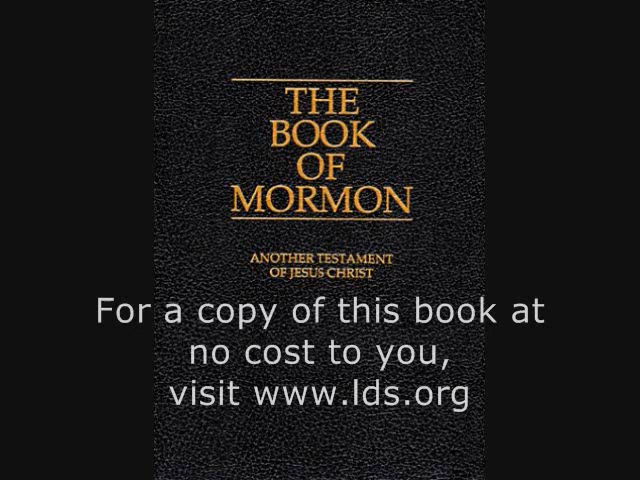 THE
BOOK
OF
MORMON
ANOTHER TESTAMENT
OF JESUS CHRIST
For a copy of this book at
no cost to you,
visit www.lds.org